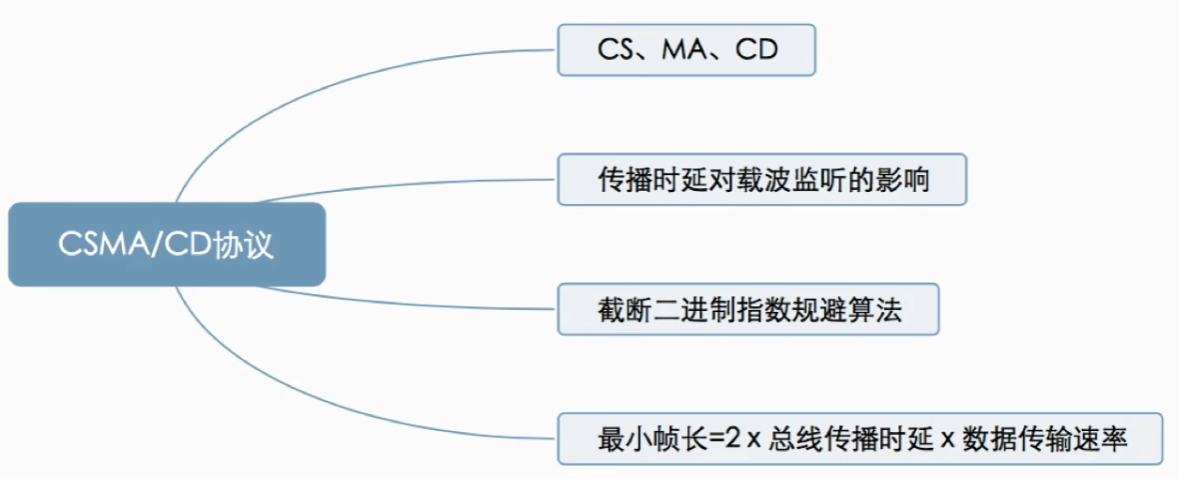 CS、MA、CD
传播时延对载波监听的影响
CSMA/CD协议
截断二进制指数规避算法
最小帧长=2 x 总线传播时延 x 数据传输速率